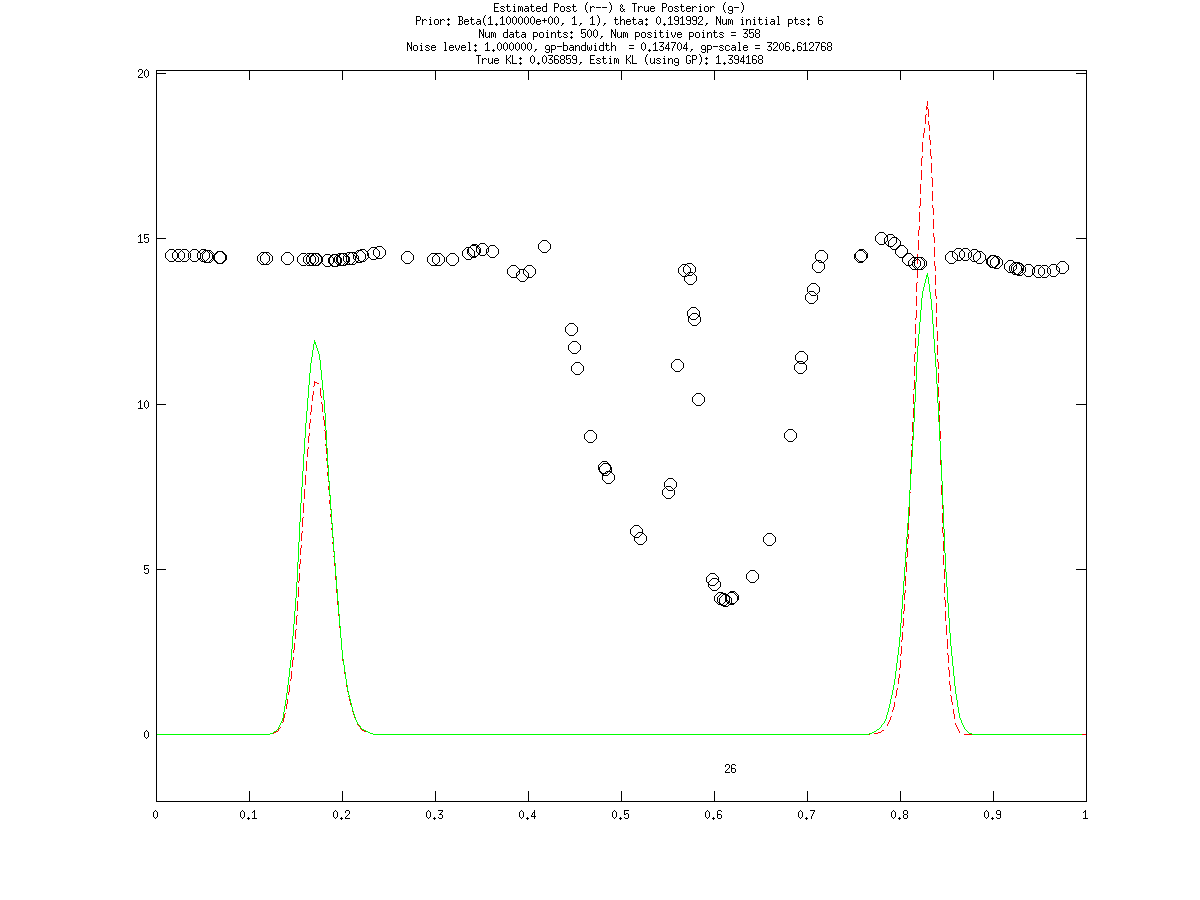 Estimated Post (r--) & True Posterior (g-)
Prior: Beta(1.100000e+00, 1, 1), theta: 0.191992, Num initial pts: 6
Num data points: 500, Num positive points = 358
Noise level: 1.000000, gp-bandwidth  = 0.134704, gp-scale = 3206.612768
True KL: 0.036859, Estim KL (using GP): 1.394168
20
15
10
5
0
26
0 0.1 0.2 0.3 0.4 0.5 0.6 0.7 0.8 0.9 1